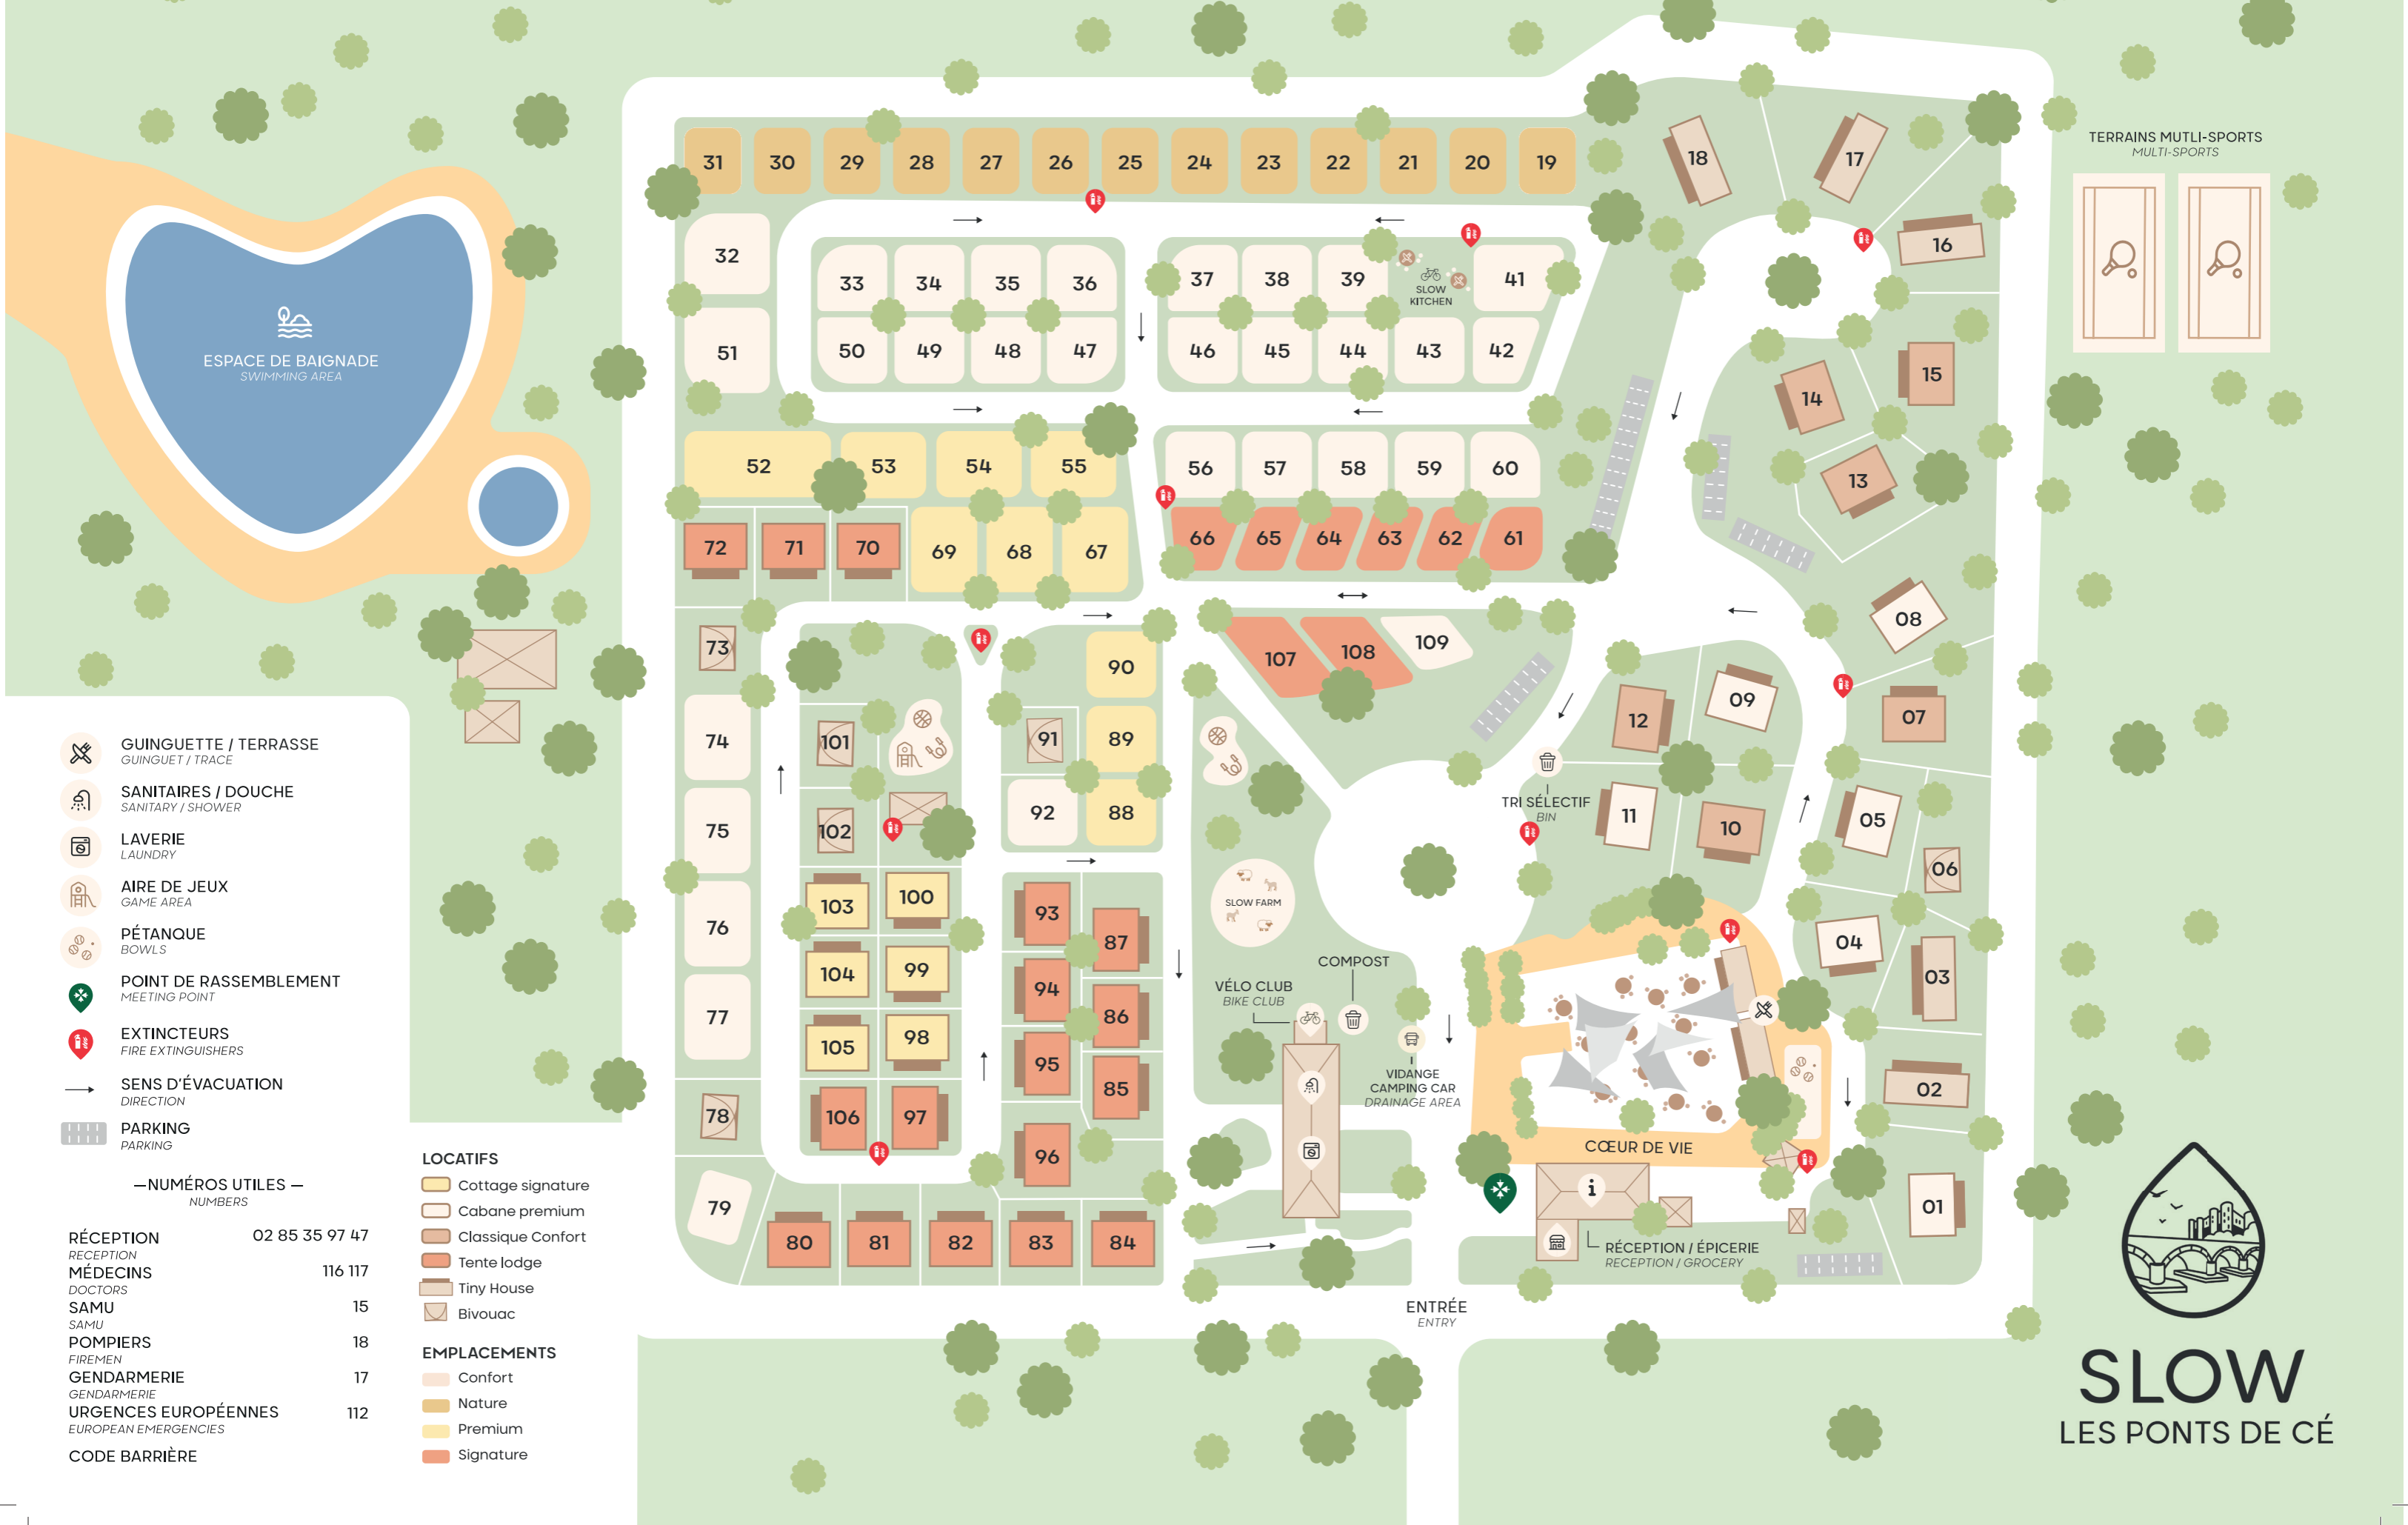 TERRAINS MUTLI-SPORTS
MULTI-SPORTS
31 30 29 28 27 26 25 24 23 22 21 20 19
18 17
16
32
33 34 35 36
37 38 39
SLOW
KITCHEN
41
51
50 49 48 47
46 45 44 43 42
15
14
13
ESPACE DE BAIGNADE
SWIMMING AREA
52 53 54 55
56 57 58 59 60
72 71 70 69 68 67
66 65 64 63 62 61
73
90
107 108 109
08
74
101
91 89
12 09 07
75
102
92 88
TRI SÉLECTIF
BIN
11 10 05
06
76
103 100
93
87
SLOW FARM
04
03
104 99
94
86
COMPOST
VÉLO CLUB
BIKE CLUB
77
105 98
95
85
VIDANGE
CAMPING CAR
DRAINAGE AREA
02
78
106 97
96
CŒUR DE VIE
79
80 81 82 83 84
01
i
RÉCEPTION / ÉPICERIE
RECEPTION / GROCERY
ENTRÉE
ENTRY
GUINGUETTE / TERRASSE
GUINGUET / TRACE
SANITAIRES / DOUCHE
SANITARY / SHOWER
LAVERIE
LAUNDRY
AIRE DE JEUX
GAME AREA
PÉTANQUE
BOWLS
POINT DE RASSEMBLEMENT
MEETING POINT
EXTINCTEURS
FIRE EXTINGUISHERS
SENS D'ÉVACUATION
DIRECTION
PARKING
PARKING
—NUMÉROS UTILES —
NUMBERS
RÉCEPTION 02 85 35 97 47
RECEPTION
MÉDECINS 116 117
DOCTORS
SAMU 15
SAMU
POMPIERS 18
FIREMEN
GENDARMERIE 17
GENDARMERIE
URGENCES EUROPÉENNES 112
EUROPEAN EMERGENCIES
CODE BARRIÈRE
LOCATIFS
Cottage signature
Cabane premium
Classique Confort
Tente lodge
Tiny House
Bivouac
EMPLACEMENTS
Confort
Nature
Premium
Signature
SLOW
LES PONTS DE CÉ